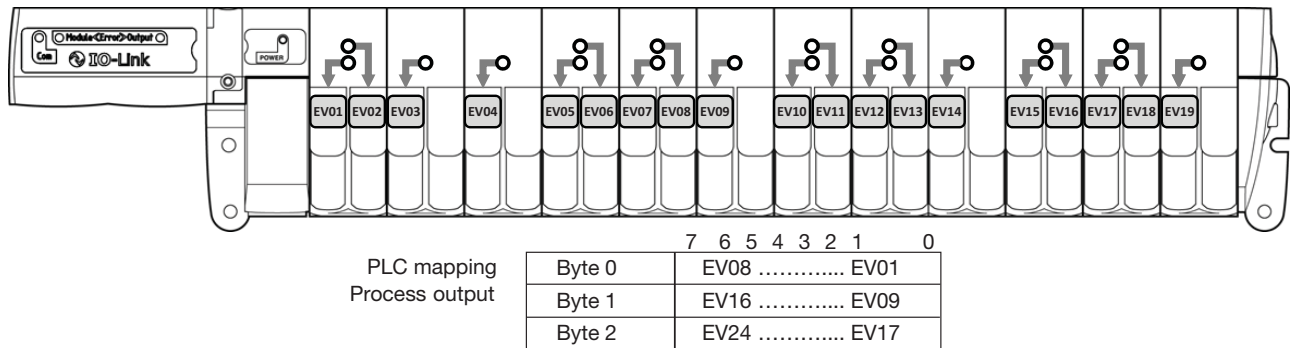 Module<(Error)>Output
Com
IO-Link
POWER
EV01 EV02 EV03 EV04 EV05 EV06 EV07 EV08 EV09 EV10 EV11 EV12 EV13 EV14 EV15 EV16 EV17 EV18 EV19
7 6 5 4 3 2 1 0
PLC mapping
Process output
Byte 0 EV08 ............. EV01
Byte 1 EV16 ............. EV09
Byte 2 EV24 ............. EV17